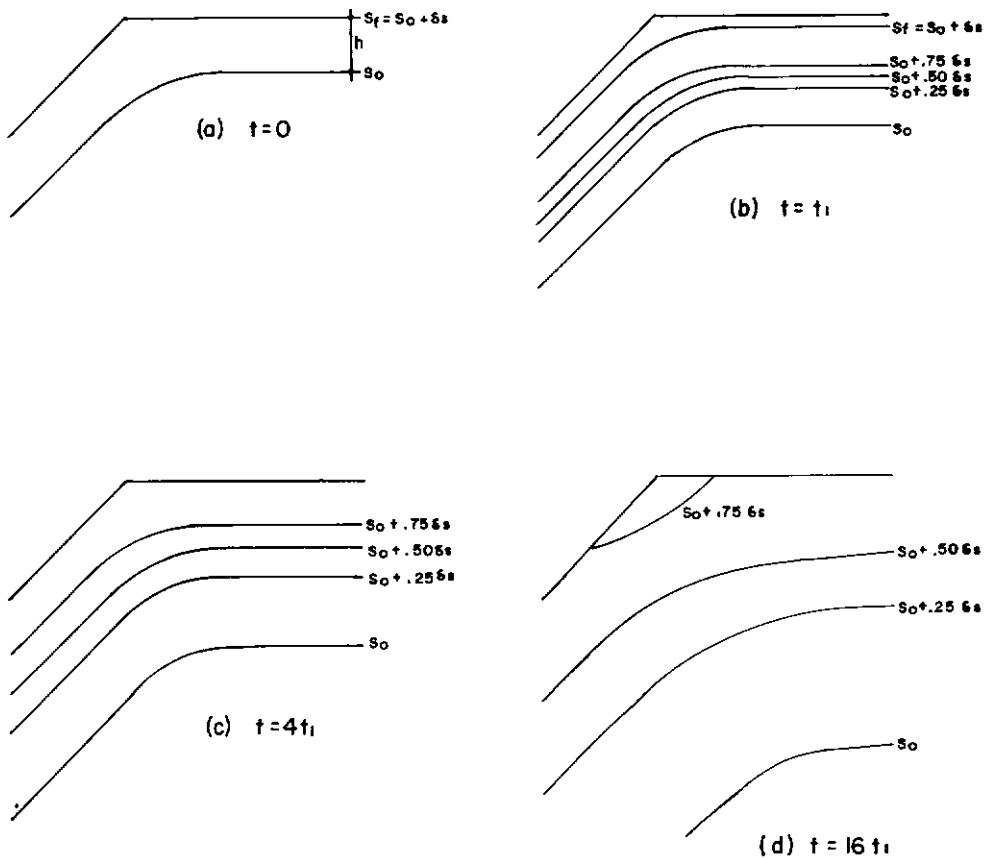 Sf = So + δs
h
So
(a) t=0
Sf = So + δs
So + .75 δs
So + .50 δs
So + .25 δs
So
(b) t= t₁
So + .75 δs
So + .50 δs
So + .25 δs
So
(c) t=4t₁
So + .75 δs
So + .50 δs
So + .25 δs
So
(d) t = 16 t₁